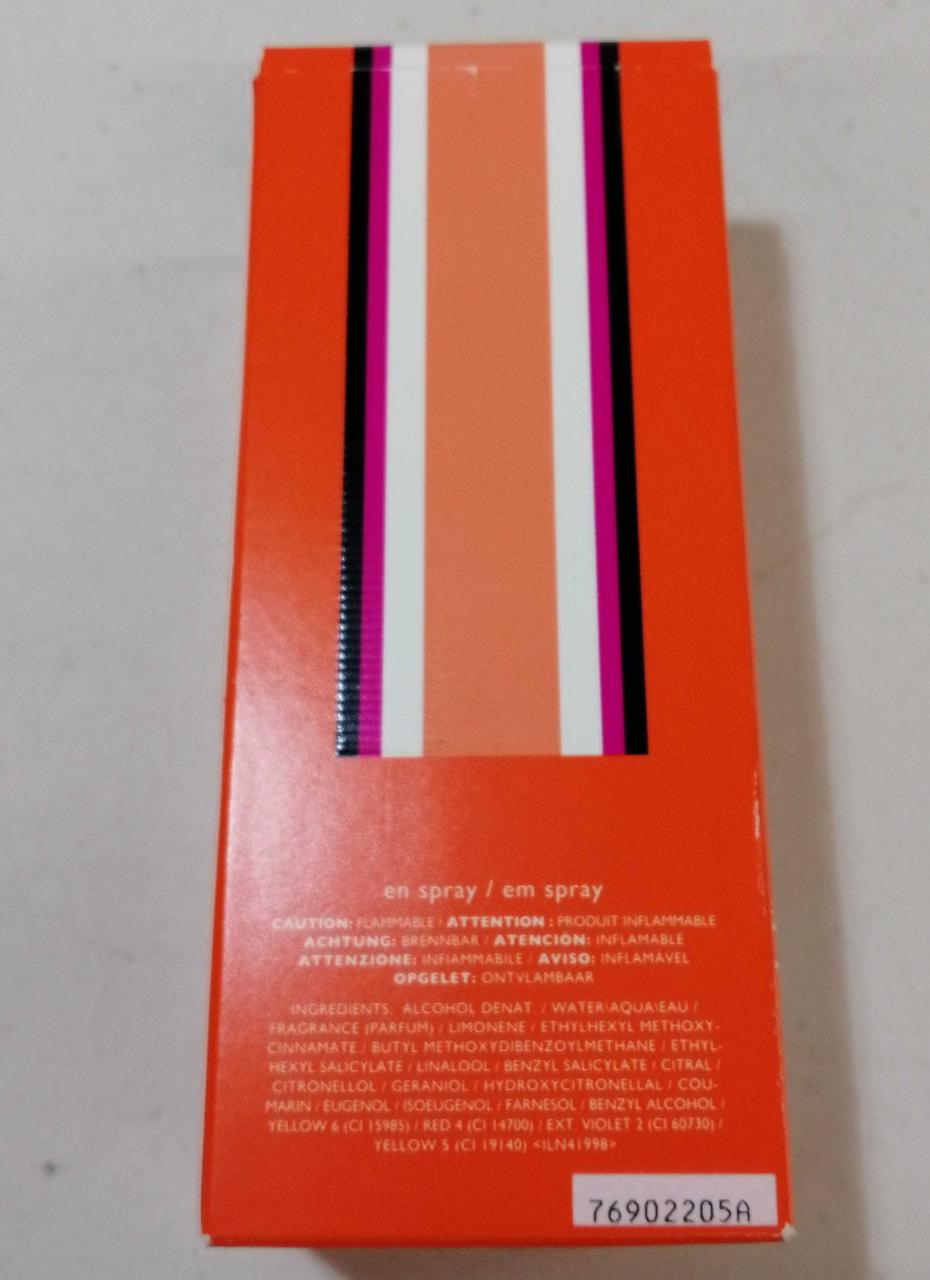 en spray / em spray
CAUTION: FLAMMABLE / ATTENTION : PRODUIT INFLAMMABLE
ACHTUNG: BRENNBAR / ATENCIÓN: INFLAMABLE
ATTENZIONE: INFIAMMABILE / AVISO: INFLAMÁVEL
OPGELET: ONTVLAMBAAR
INGREDIENTS: ALCOHOL DENAT. / WATER\AQUA\EAU /
FRAGRANCE (PARFUM) / LIMONENE / ETHYLHEXYL METHOXY-
CINNAMATE / BUTYL METHOXYDIBENZOYLMETHANE / ETHYL-
HEXYL SALICYLATE / LINALOOL / BENZYL SALICYLATE / CITRAL /
CITRONELLOL / GERANIOL / HYDROXYCITRONELLAL / COU-
MARIN / EUGENOL / ISOEUGENOL / FARNESOL / BENZYL ALCOHOL /
YELLOW 6 (CI 15985) / RED 4 (CI 14700) / EXT. VIOLET 2 (CI 60730) /
YELLOW 5 (CI 19140) <ILN41998>
76902205A